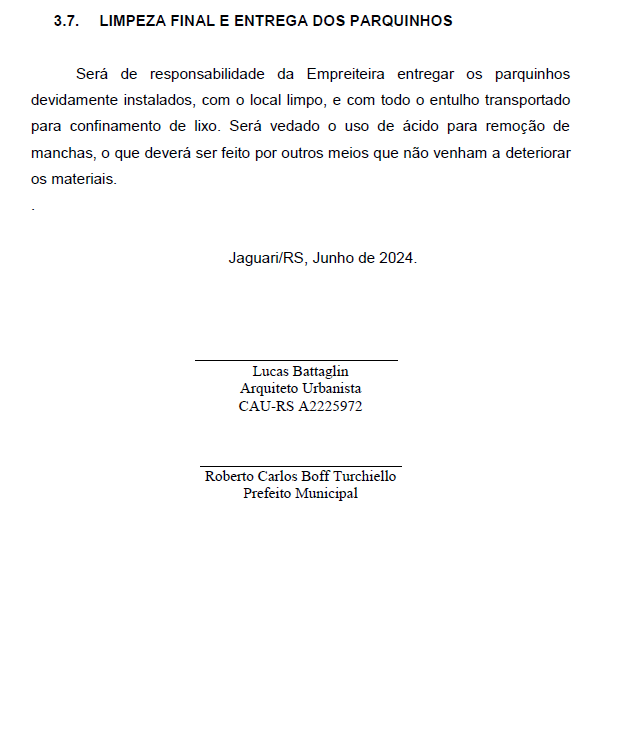 3.7. LIMPEZA FINAL E ENTREGA DOS PARQUINHOS
Será de responsabilidade da Empreiteira entregar os parquinhos
devidamente instalados, com o local limpo, e com todo o entulho transportado
para confinamento de lixo. Será vedado o uso de ácido para remoção de
manchas, o que deverá ser feito por outros meios que não venham a deteriorar
os materiais.
.
Jaguari/RS, Junho de 2024.
Lucas Battaglin
Arquiteto Urbanista
CAU-RS A2225972
Roberto Carlos Boff Turchiello
Prefeito Municipal